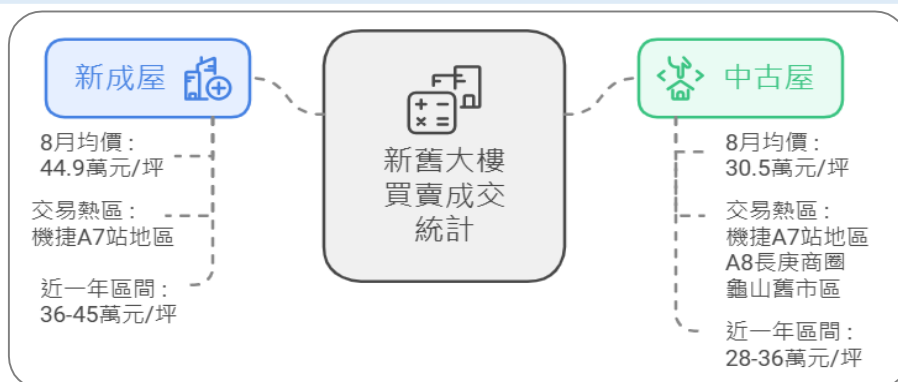 新成屋
8月均價：
44.9萬元/坪
交易熱區：
機捷A7站地區
近一年區間：
36-45萬元/坪
新舊大樓
買賣成交
統計
中古屋
8月均價：
30.5萬元/坪
交易熱區：
機捷A7站地區
A8長庚商圈
龜山舊市區
近一年區間：
28-36萬元/坪